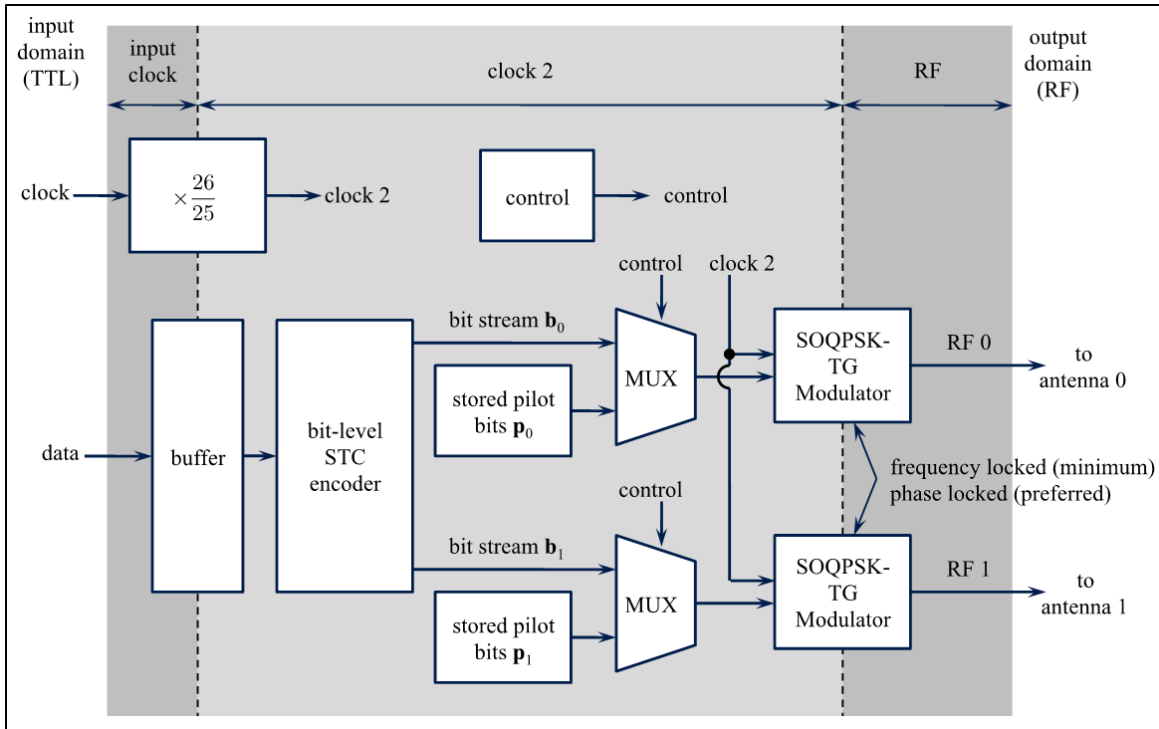 input
domain
(TTL)
input
clock
clock 2
RF
output
domain
(RF)
clock
× 26/25
clock 2
control
control
control
clock 2
bit stream b₀
MUX
SOQPSK-
TG
Modulator
RF 0
to
antenna 0
stored pilot
bits p₀
data
buffer
bit-level
STC
encoder
frequency locked (minimum)
phase locked (preferred)
control
bit stream b₁
MUX
SOQPSK-
TG
Modulator
RF 1
to
antenna 1
stored pilot
bits p₁